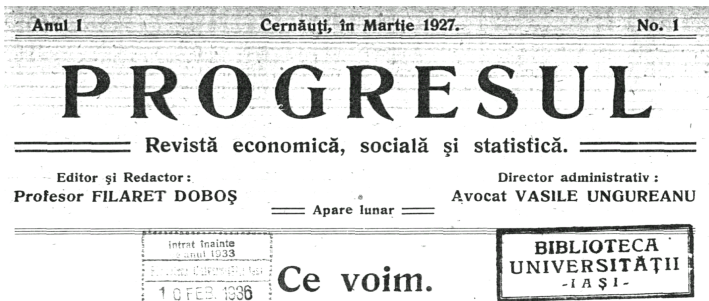 Anul I Cernăuţi, în Martie 1927. No. 1
PROGRESUL
Revistă economică, socială şi statistică.
Editor şi Redactor: Director administrativ:
Profesor FILARET DOBOŞ Avocat VASILE UNGUREANU
Apare lunar
intrat înainte
anul 1933
10 FEB. 1936
Ce voim.
BIBLIOTECA
UNIVERSITĂŢII
-IAŞI-